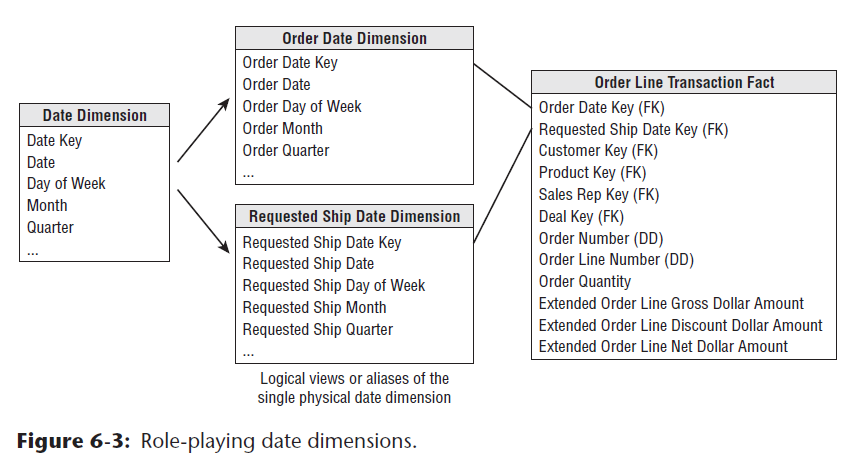 Date Dimension
Date Key
Date
Day of Week
Month
Quarter
...
Order Date Dimension
Order Date Key
Order Date
Order Day of Week
Order Month
Order Quarter
...
Requested Ship Date Dimension
Requested Ship Date Key
Requested Ship Date
Requested Ship Day of Week
Requested Ship Month
Requested Ship Quarter
...
Logical views or aliases of the
single physical date dimension
Order Line Transaction Fact
Order Date Key (FK)
Requested Ship Date Key (FK)
Customer Key (FK)
Product Key (FK)
Sales Rep Key (FK)
Deal Key (FK)
Order Number (DD)
Order Line Number (DD)
Order Quantity
Extended Order Line Gross Dollar Amount
Extended Order Line Discount Dollar Amount
Extended Order Line Net Dollar Amount
Figure 6-3: Role-playing date dimensions.